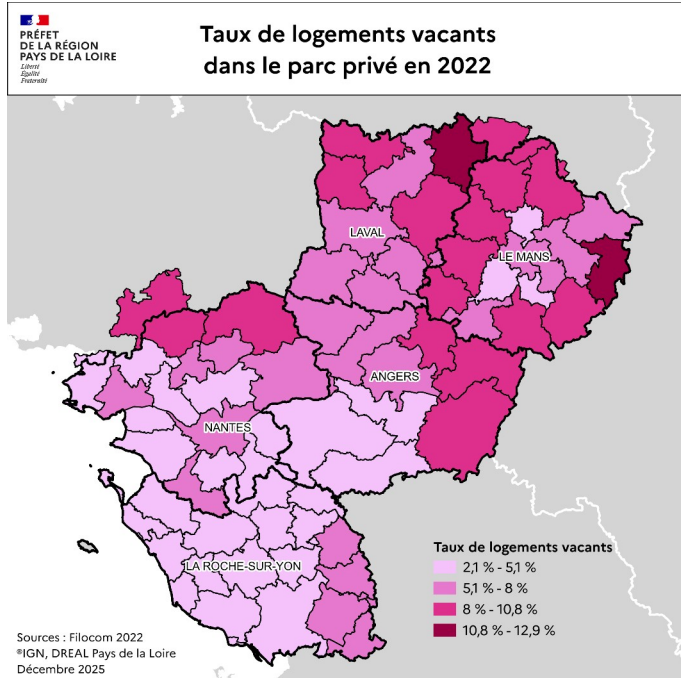 PRÉFET
DE LA RÉGION
PAYS DE LA LOIRE
Liberté
Égalité
Fraternité
Taux de logements vacants
dans le parc privé en 2022
LAVAL
LE MANS
ANGERS
NANTES
LA ROCHE-SUR-YON
Taux de logements vacants
2,1 % - 5,1 %
5,1 % - 8 %
8 % - 10,8 %
10,8 % - 12,9 %
Sources : Filocom 2022
®IGN, DREAL Pays de la Loire
Décembre 2025